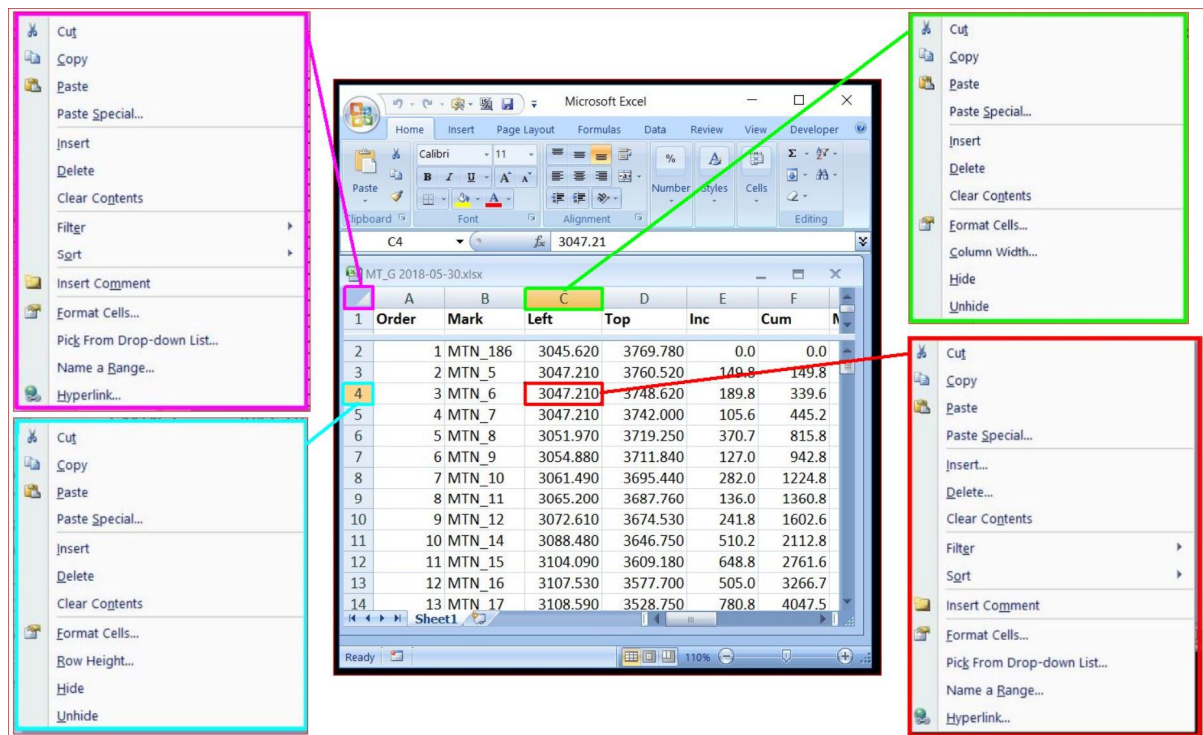 Cut
Copy
Paste
Paste Special...
Insert
Delete
Clear Contents
Filter
Sort
Insert Comment
Format Cells...
Pick From Drop-down List...
Name a Range...
Hyperlink...
Cut
Copy
Paste
Paste Special...
Insert
Delete
Clear Contents
Format Cells...
Row Height...
Hide
Unhide
Microsoft Excel
Home Insert Page Layout Formulas Data Review View Developer
Calibri 11
Paste B I U A A % A Σ
A Number Styles Cells
Clipboard Font Alignment Editing
C4 fx 3047.21
MT_G 2018-05-30.xlsx
A B C D E F
1 Order Mark Left Top Inc Cum
2 1 MTN_186 3045.620 3769.780 0.0 0.0
3 2 MTN_5 3047.210 3760.520 149.8 149.8
4 3 MTN_6 3047.210 3748.620 189.8 339.6
5 4 MTN_7 3047.210 3742.000 105.6 445.2
6 5 MTN_8 3051.970 3719.250 370.7 815.8
7 6 MTN_9 3054.880 3711.840 127.0 942.8
8 7 MTN_10 3061.490 3695.440 282.0 1224.8
9 8 MTN_11 3065.200 3687.760 136.0 1360.8
10 9 MTN_12 3072.610 3674.530 241.8 1602.6
11 10 MTN_14 3088.480 3646.750 510.2 2112.8
12 11 MTN_15 3104.090 3609.180 648.8 2761.6
13 12 MTN_16 3107.530 3577.700 505.0 3266.7
14 13 MTN_17 3108.590 3528.750 780.8 4047.5
Sheet1
Ready 110%
Cut
Copy
Paste
Paste Special...
Insert
Delete
Clear Contents
Format Cells...
Column Width...
Hide
Unhide
Cut
Copy
Paste
Paste Special...
Insert...
Delete...
Clear Contents
Filter
Sort
Insert Comment
Format Cells...
Pick From Drop-down List...
Name a Range...
Hyperlink...